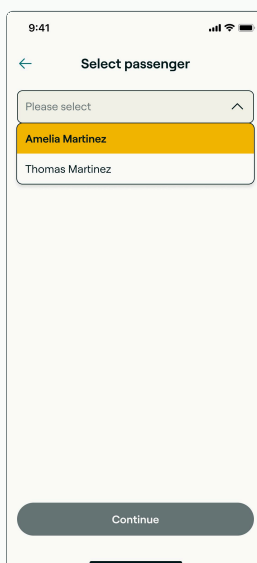 9:41
Select passenger
Please select
Amelia Martinez
Thomas Martinez
Continue